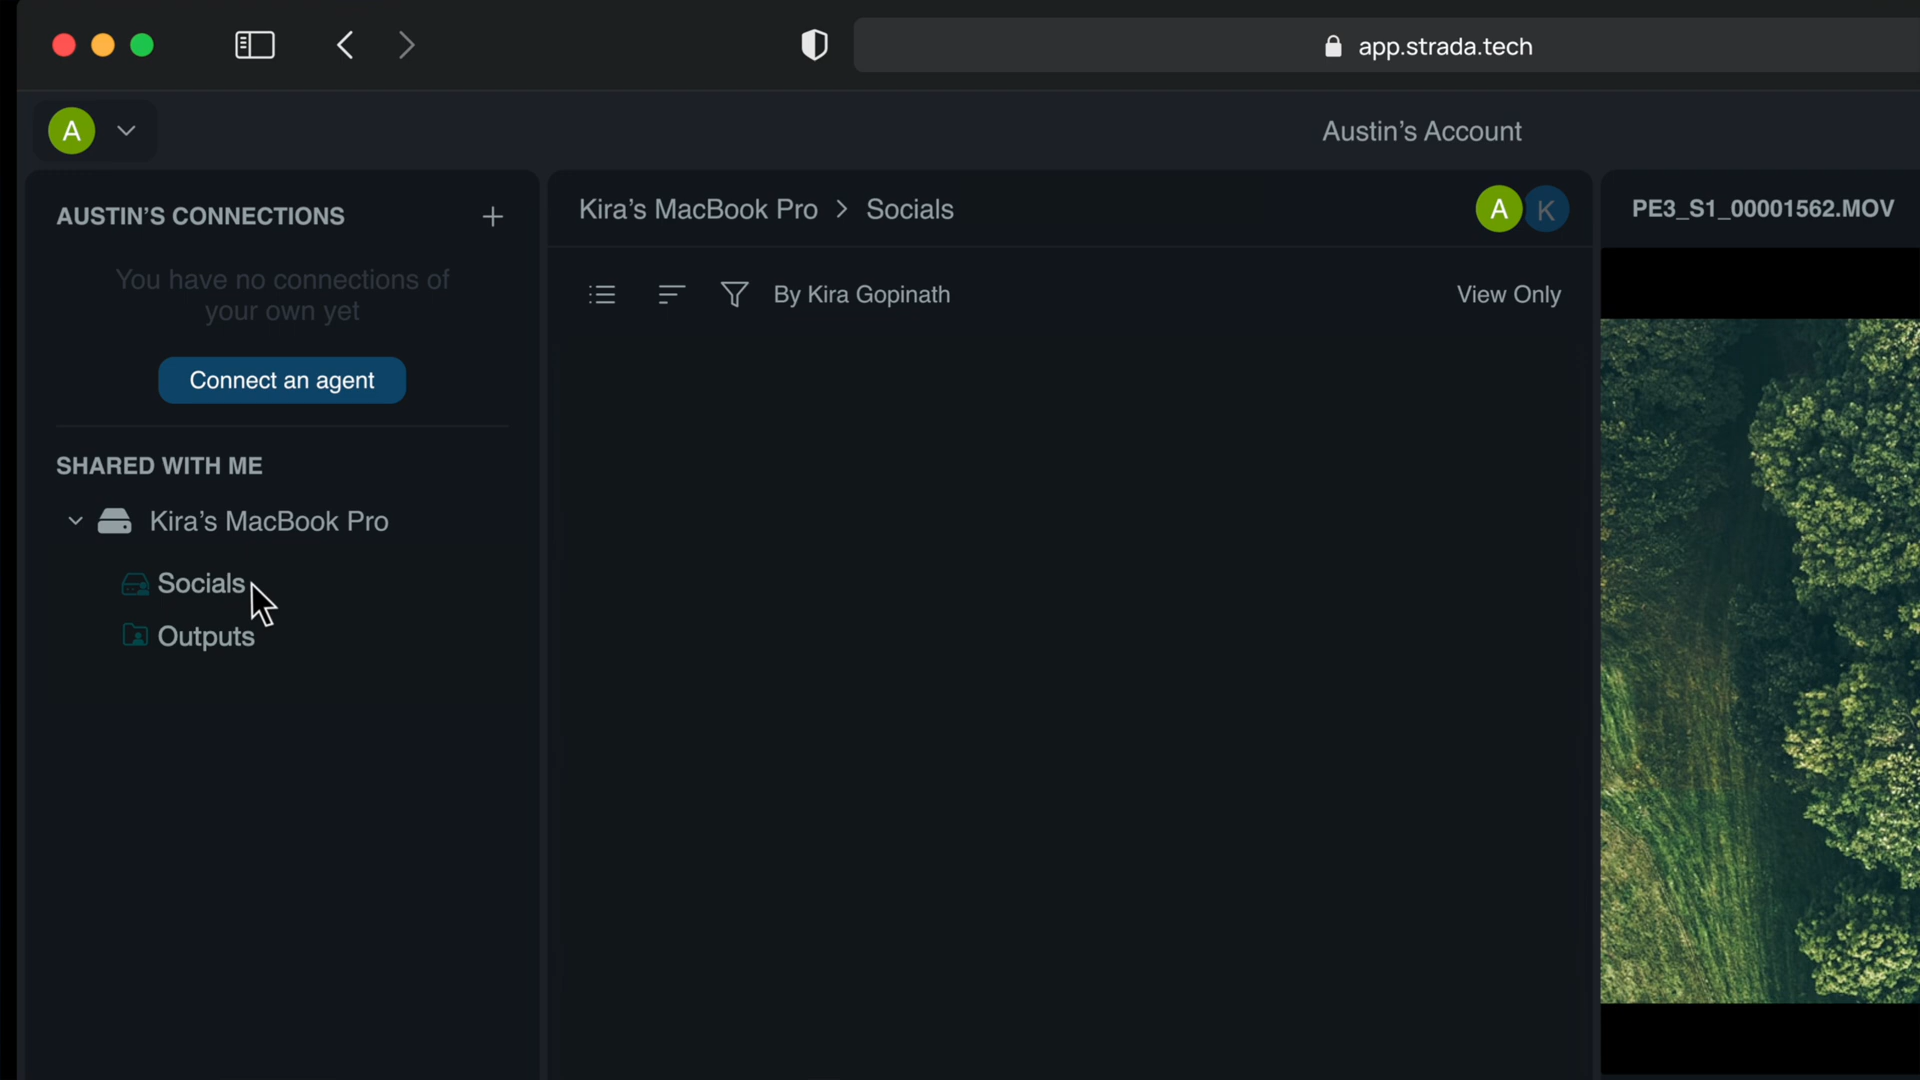 app.strada.tech
A
Austin's Account
AUSTIN'S CONNECTIONS
You have no connections of
your own yet
Connect an agent
SHARED WITH ME
Kira's MacBook Pro
Socials
Outputs
Kira's MacBook Pro > Socials
A K
By Kira Gopinath
View Only
PE3_S1_00001562.MOV